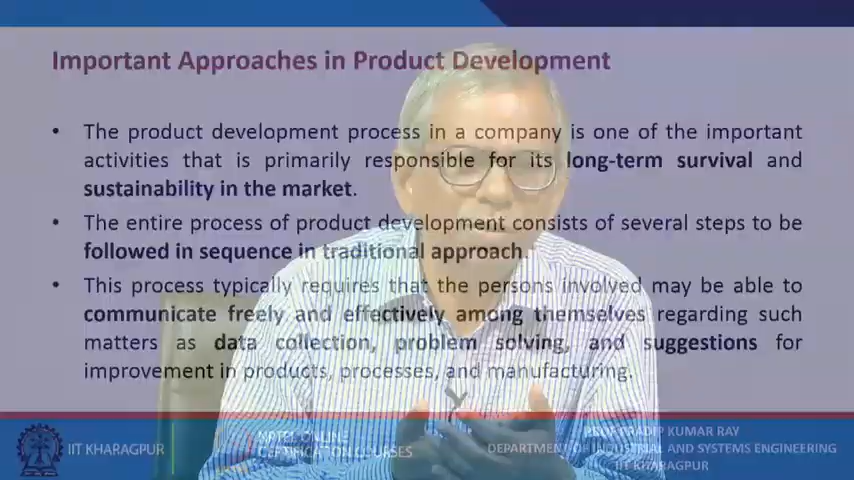 Important Approaches in Product Development
• The product development process in a company is one of the important
activities that is primarily responsible for its long-term survival and
sustainability in the market.
• The entire process of product development consists of several steps to be
followed in sequence in traditional approach.
• This process typically requires that the persons involved may be able to
communicate freely and effectively among themselves regarding such
matters as data collection, problem solving, and suggestions for
improvement in products, processes, and manufacturing.
IIT KHARAGPUR
NPTEL ONLINE
CERTIFICATION COURSES
PROF PRADIP KUMAR RAY
DEPARTMENT OF INDUSTRIAL AND SYSTEMS ENGINEERING
IIT KHARAGPUR